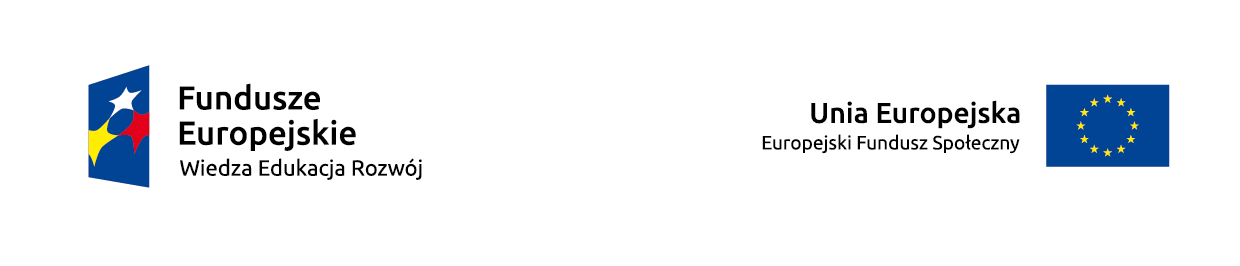 Fundusze
Europejskie
Wiedza Edukacja Rozwój
Unia Europejska
Europejski Fundusz Społeczny